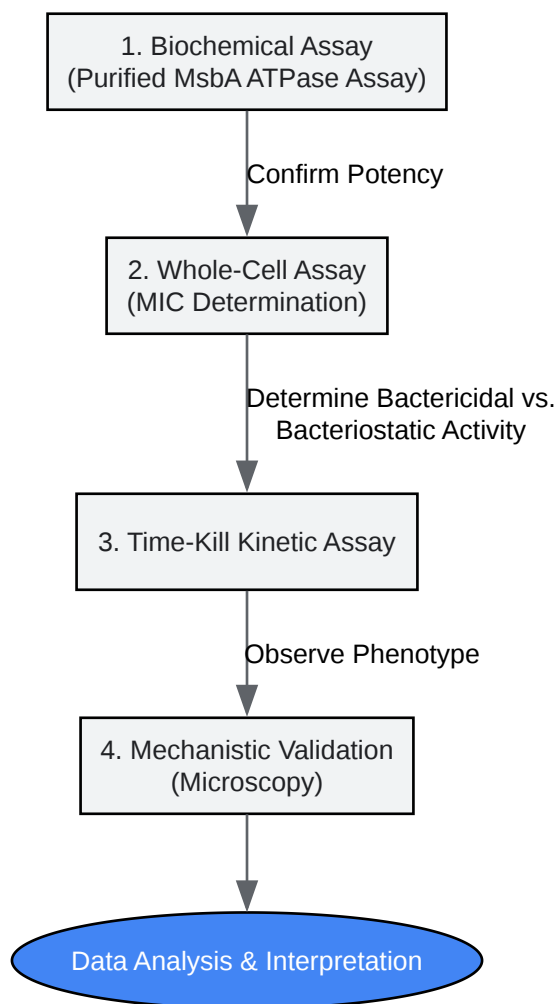 1. Biochemical Assay
(Purified MsbA ATPase Assay)
Confirm Potency
2. Whole-Cell Assay
(MIC Determination)
Determine Bactericidal vs.
Bacteriostatic Activity
3. Time-Kill Kinetic Assay
Observe Phenotype
4. Mechanistic Validation
(Microscopy)
Data Analysis & Interpretation